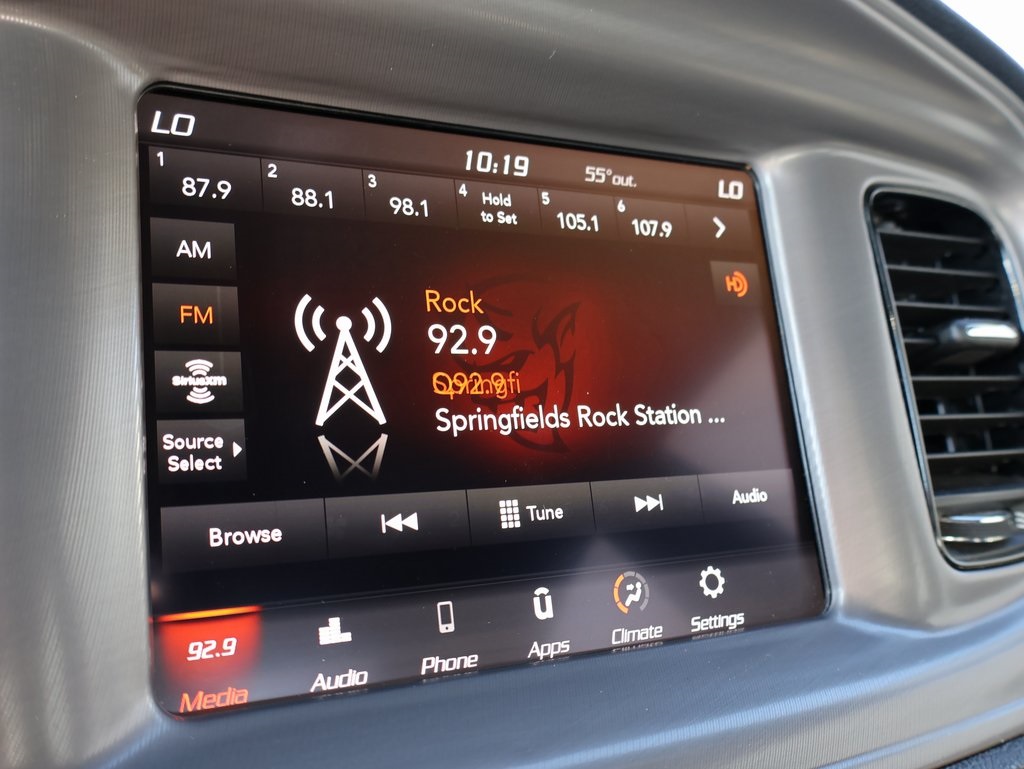 LO
10:19
55° out.
LO
1 87.9
2 88.1
3 98.1
4 Hold
to Set
5 105.1
6 107.9
AM
FM
SiriusXM
Source
Select
HD
Rock
92.9
Springfields Rock Station ...
Browse
Tune
Audio
92.9
Media
Audio
Phone
Apps
Climate
Settings